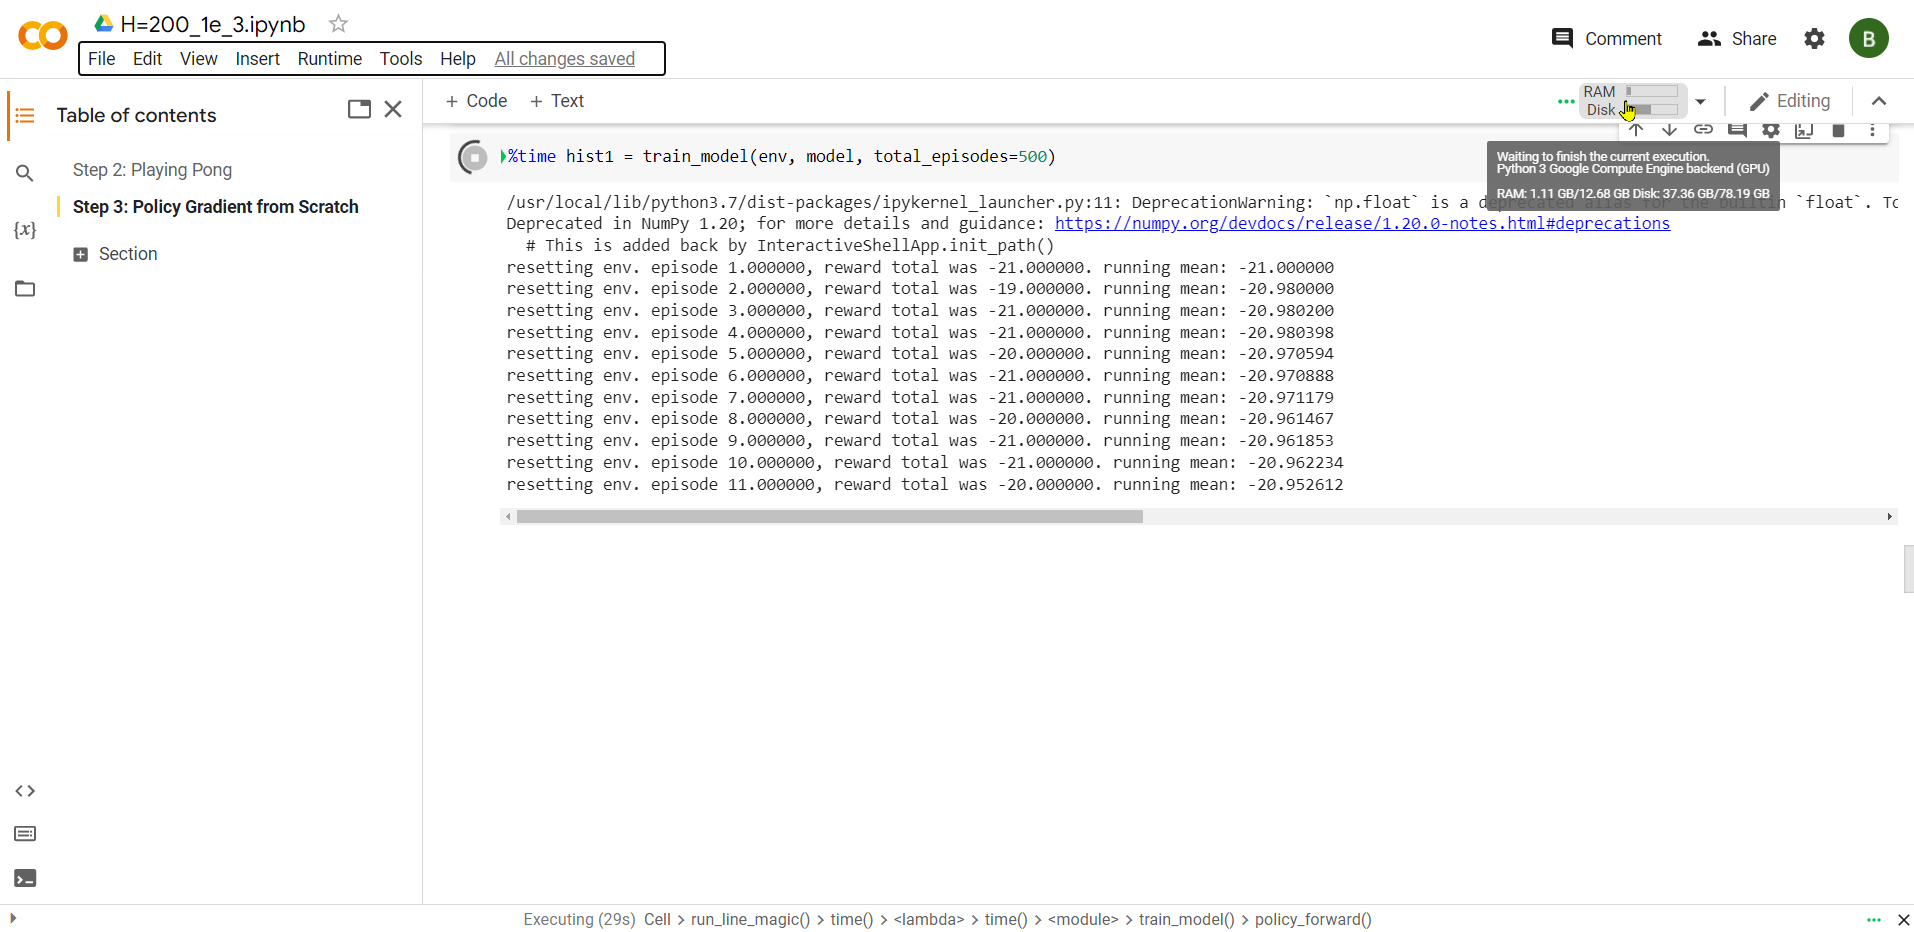 H=200_1e_3.ipynb
File Edit View Insert Runtime Tools Help All changes saved
Comment Share B
Table of contents
Step 2: Playing Pong
Step 3: Policy Gradient from Scratch
Section
{x}
+ Code + Text
RAM
Disk
Editing
Waiting to finish the current execution.
Python 3 Google Compute Engine backend (GPU)
RAM: 1.11 GB/12.68 GB Disk: 37.36 GB/78.19 GB
%time hist1 = train_model(env, model, total_episodes=500)
/usr/local/lib/python3.7/dist-packages/ipykernel_launcher.py:11: DeprecationWarning: `np.float` is a deprecated alias for the builtin `float`. To
Deprecated in NumPy 1.20; for more details and guidance: https://numpy.org/devdocs/release/1.20.0-notes.html#deprecations
# This is added back by InteractiveShellApp.init_path()
resetting env. episode 1.000000, reward total was -21.000000. running mean: -21.000000
resetting env. episode 2.000000, reward total was -19.000000. running mean: -20.980000
resetting env. episode 3.000000, reward total was -21.000000. running mean: -20.980200
resetting env. episode 4.000000, reward total was -21.000000. running mean: -20.980398
resetting env. episode 5.000000, reward total was -20.000000. running mean: -20.970594
resetting env. episode 6.000000, reward total was -21.000000. running mean: -20.970888
resetting env. episode 7.000000, reward total was -21.000000. running mean: -20.971179
resetting env. episode 8.000000, reward total was -20.000000. running mean: -20.961467
resetting env. episode 9.000000, reward total was -21.000000. running mean: -20.961853
resetting env. episode 10.000000, reward total was -21.000000. running mean: -20.962234
resetting env. episode 11.000000, reward total was -20.000000. running mean: -20.952612
Executing (29s) Cell > run_line_magic() > time() > <lambda> > time() > <module> > train_model() > policy_forward()